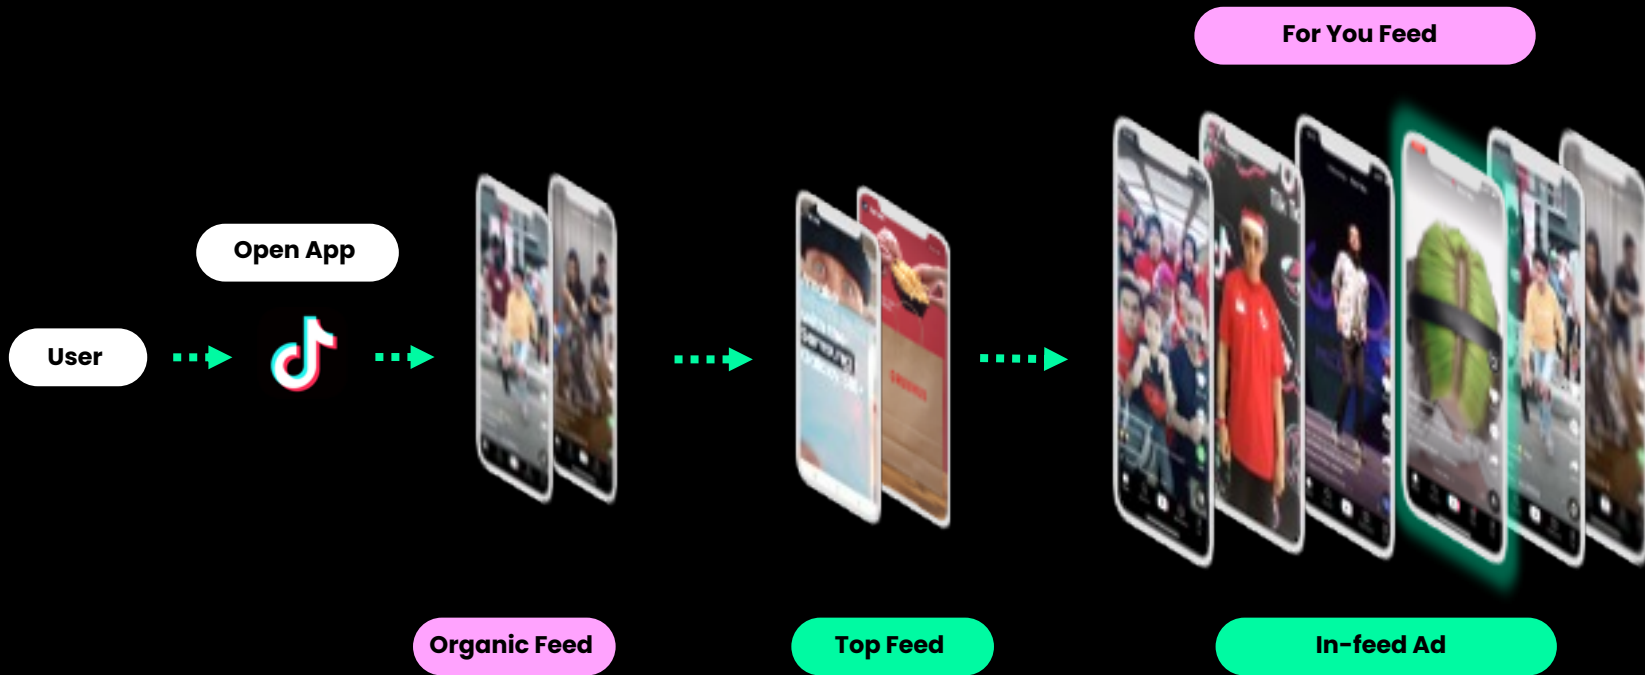 For You Feed
Open App
User
Organic Feed
Top Feed
In-feed Ad